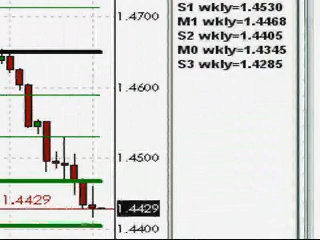 S1 wkly=1.4530
M1 wkly=1.4468
S2 wkly=1.4405
M0 wkly=1.4345
S3 wkly=1.4285
1.4700
1.4600
1.4500
1.4429
1.4429
1.4400